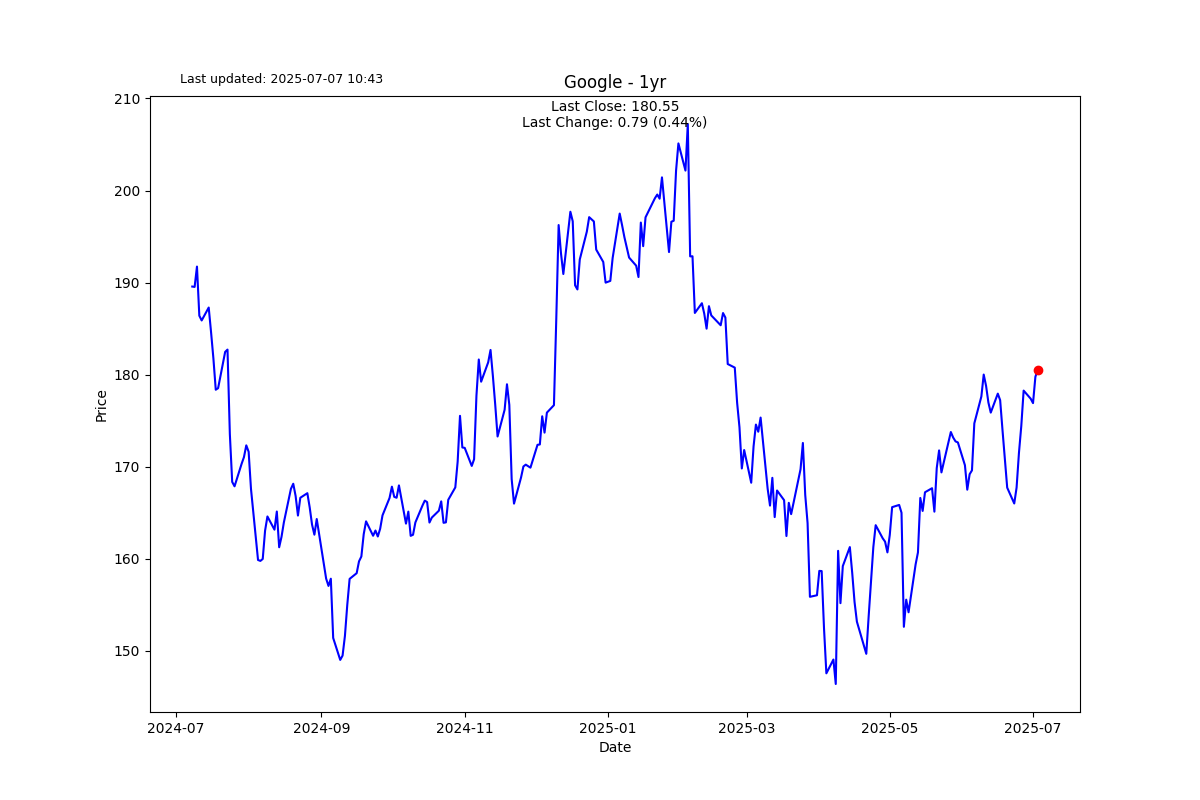 Last updated: 2025-07-07 10:43
Google - 1yr
Last Close: 180.55
Last Change: 0.79 (0.44%)
210
200
190
180
170
160
150
Price
2024-07
2024-09
2024-11
2025-01
2025-03
2025-05
2025-07
Date